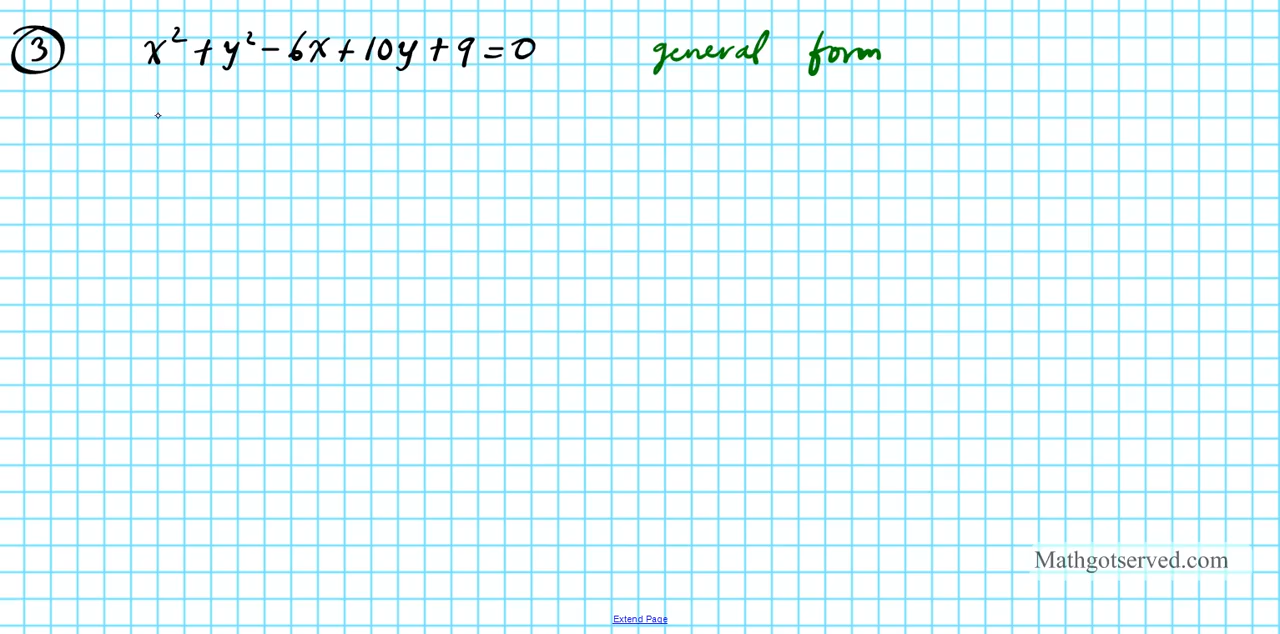 ③ x² + y² - 6x + 10y + 9 = 0 general form
Mathgotserved.com
Extend Page